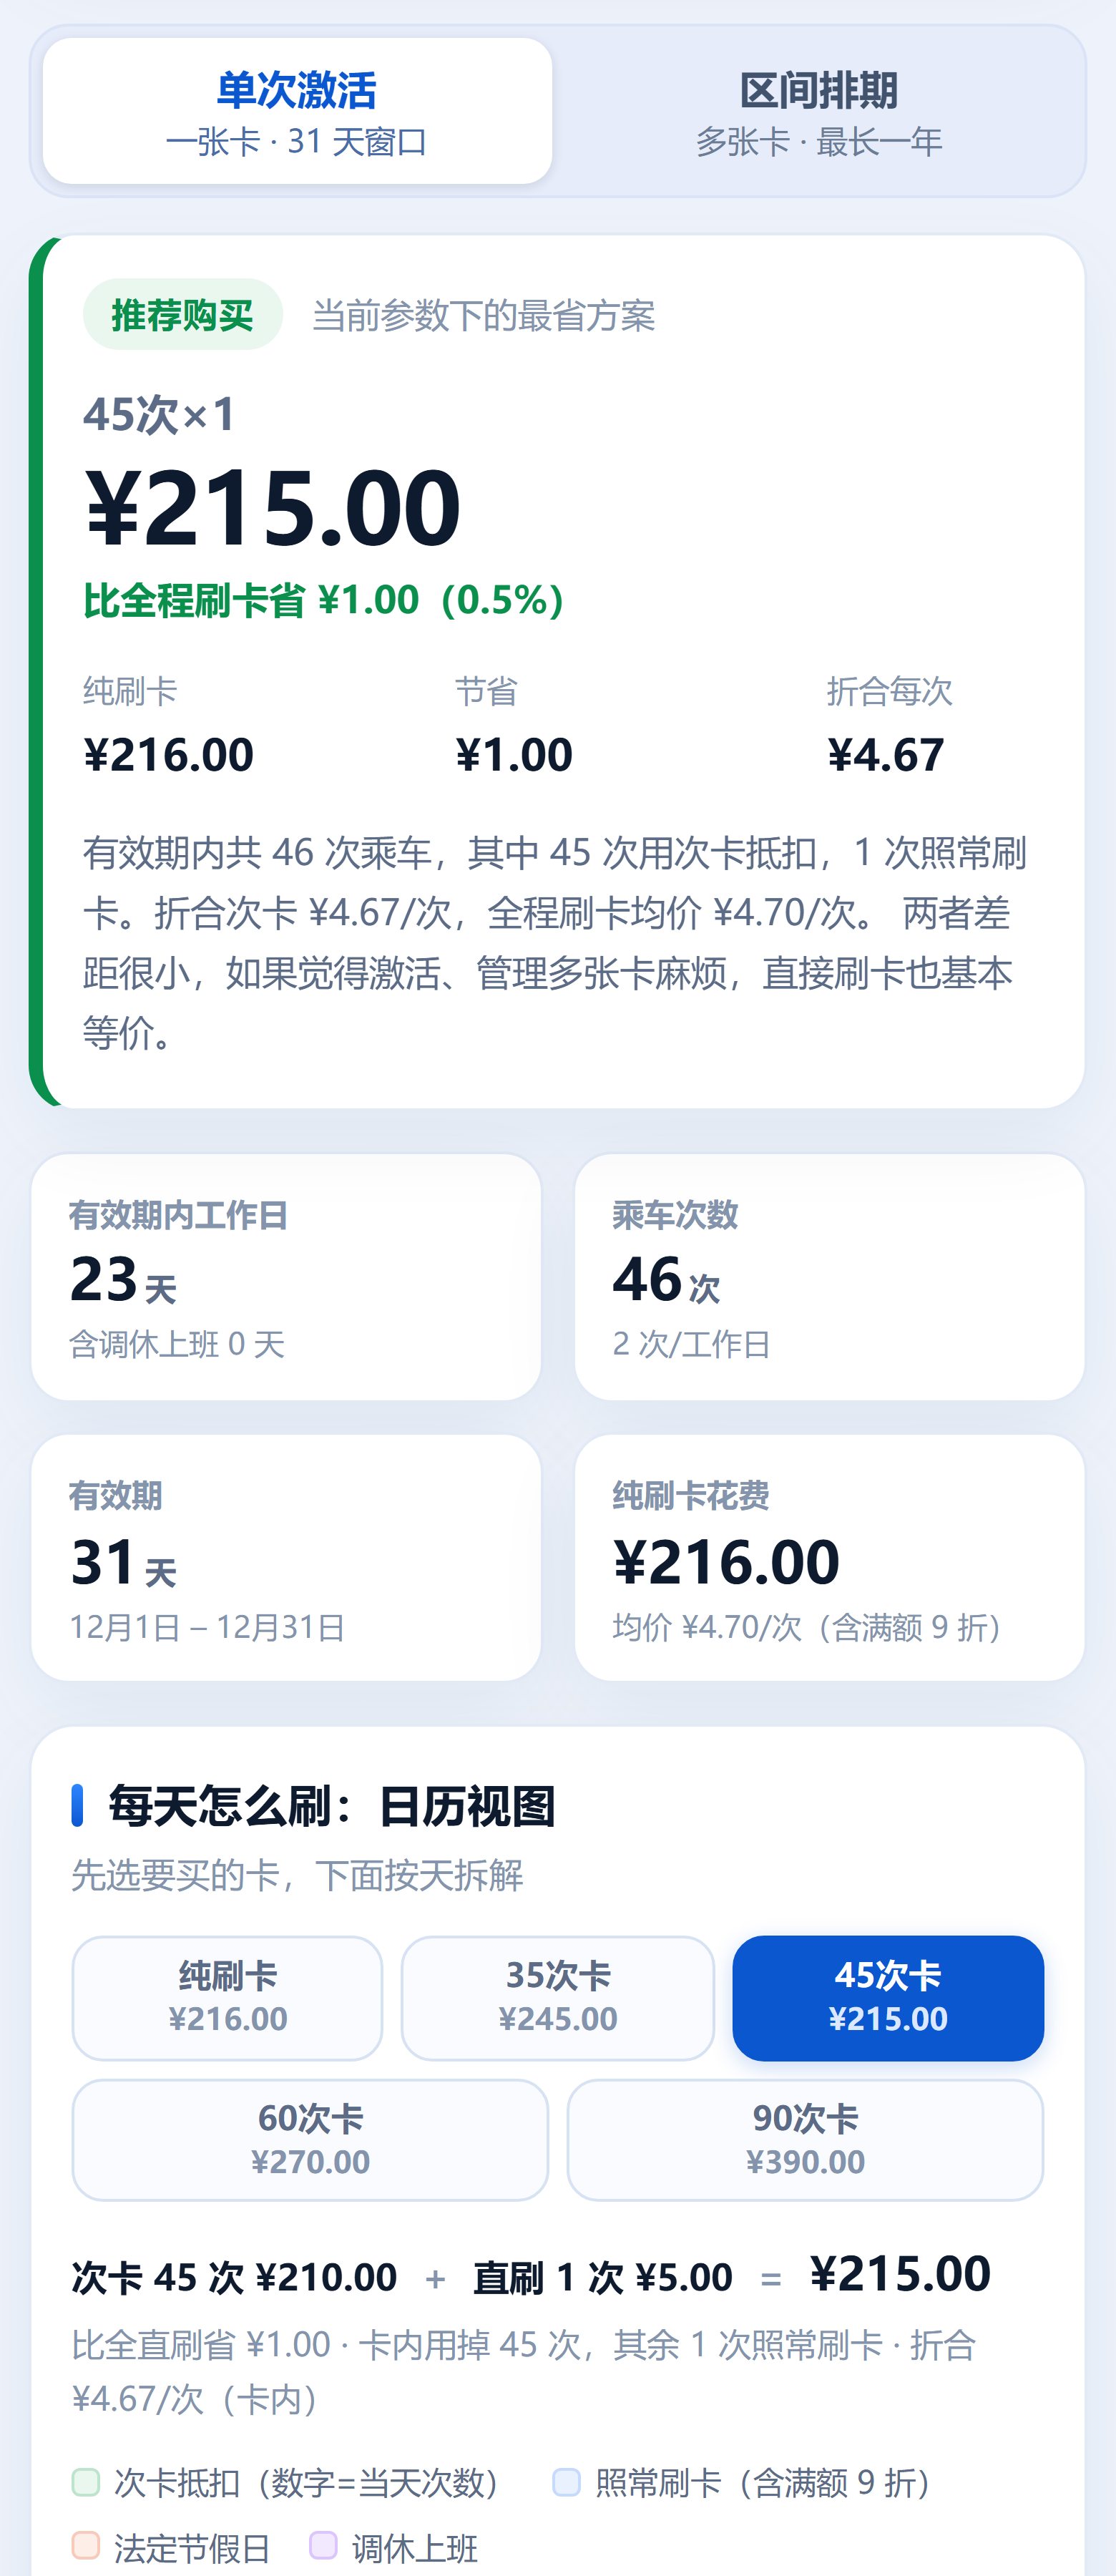 单次激活
一张卡 · 31 天窗口
区间排期
多张卡 · 最长一年
推荐购买
当前参数下的最省方案
45次×1
¥215.00
比全程刷卡省 ¥1.00（0.5%）
纯刷卡
节省
折合每次
¥216.00
¥1.00
¥4.67
有效期内共 46 次乘车，其中 45 次用次卡抵扣，1 次照常刷
卡。折合次卡 ¥4.67/次，全程刷卡均价 ¥4.70/次。 两者差
距很小，如果觉得激活、管理多张卡麻烦，直接刷卡也基本
等价。
有效期内工作日
23 天
含调休上班 0 天
乘车次数
46 次
2 次/工作日
有效期
31 天
12月1日 – 12月31日
纯刷卡花费
¥216.00
均价 ¥4.70/次（含满额 9 折）
每天怎么刷：日历视图
先选要买的卡，下面按天拆解
纯刷卡
¥216.00
35次卡
¥245.00
45次卡
¥215.00
60次卡
¥270.00
90次卡
¥390.00
次卡 45 次 ¥210.00 + 直刷 1 次 ¥5.00 = ¥215.00
比全直刷省 ¥1.00 · 卡内用掉 45 次，其余 1 次照常刷卡 · 折合
¥4.67/次（卡内）
次卡抵扣（数字=当天次数）
照常刷卡（含满额 9 折）
法定节假日
调休上班